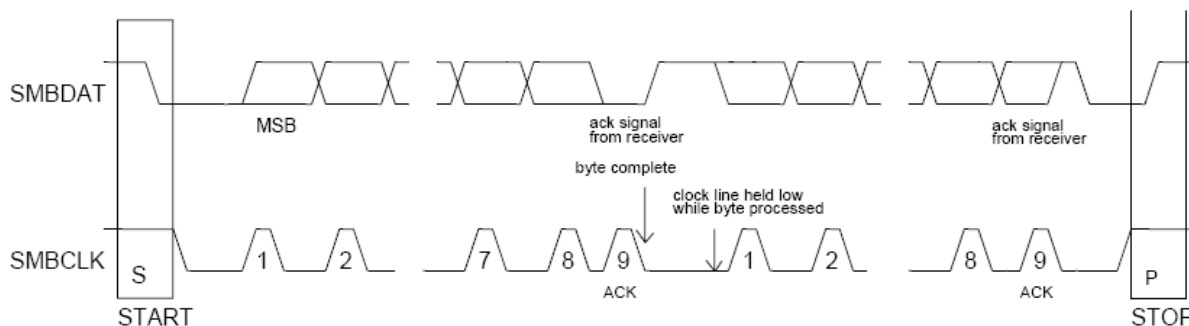 SMBDAT
MSB
ack signal
from receiver
ack signal
from receiver
byte complete
clock line held low
while byte processed
SMBCLK
S
1
2
7
8
9
1
2
8
9
P
ACK
ACK
START
STOP